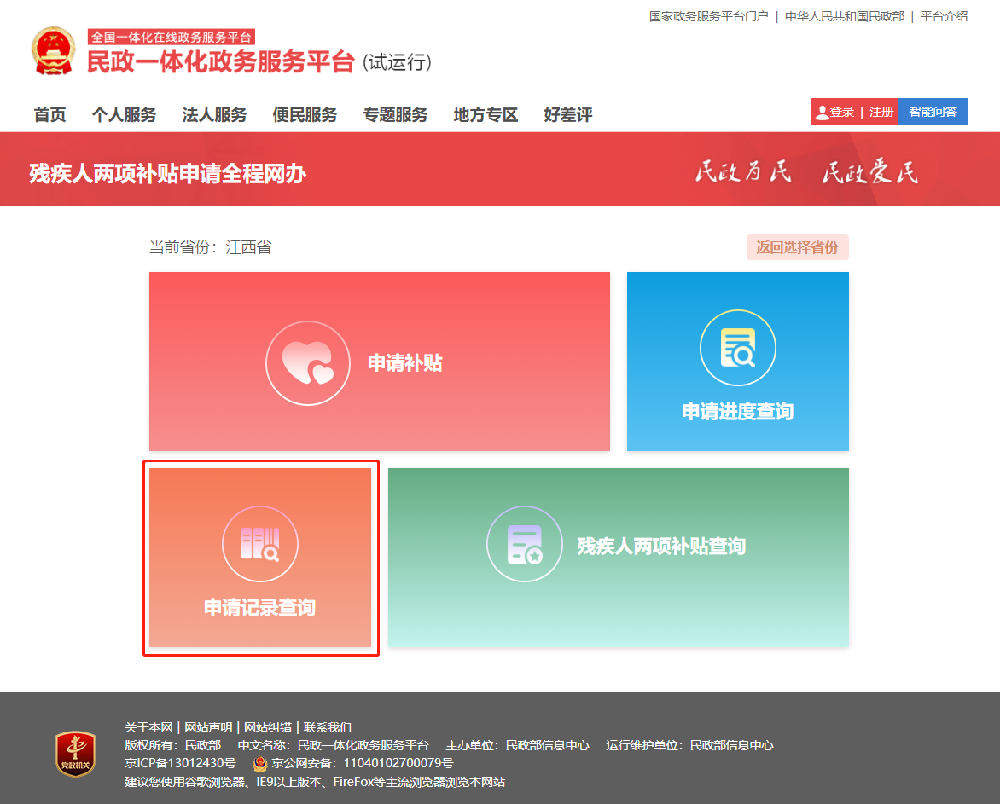 国家政务服务平台门户 | 中华人民共和国民政部 | 平台介绍
全国一体化在线政务服务平台
民政一体化政务服务平台 (试运行)
首页 个人服务 法人服务 便民服务 专题服务 地方专区 好差评
登录 | 注册 智能问答
残疾人两项补贴申请全程网办
民政为民 民政爱民
当前省份：江西省
返回选择省份
申请补贴
申请进度查询
申请记录查询
残疾人两项补贴查询
关于本网 | 网站声明 | 网站纠错 | 联系我们
版权所有：民政部 中文名称：民政一体化政务服务平台 主办单位：民政部信息中心 运行维护单位：民政部信息中心
京ICP备13012430号 京公网安备：11040102700079号
建议您使用谷歌浏览器、IE9以上版本、FireFox等主流浏览器浏览本网站
党政机关